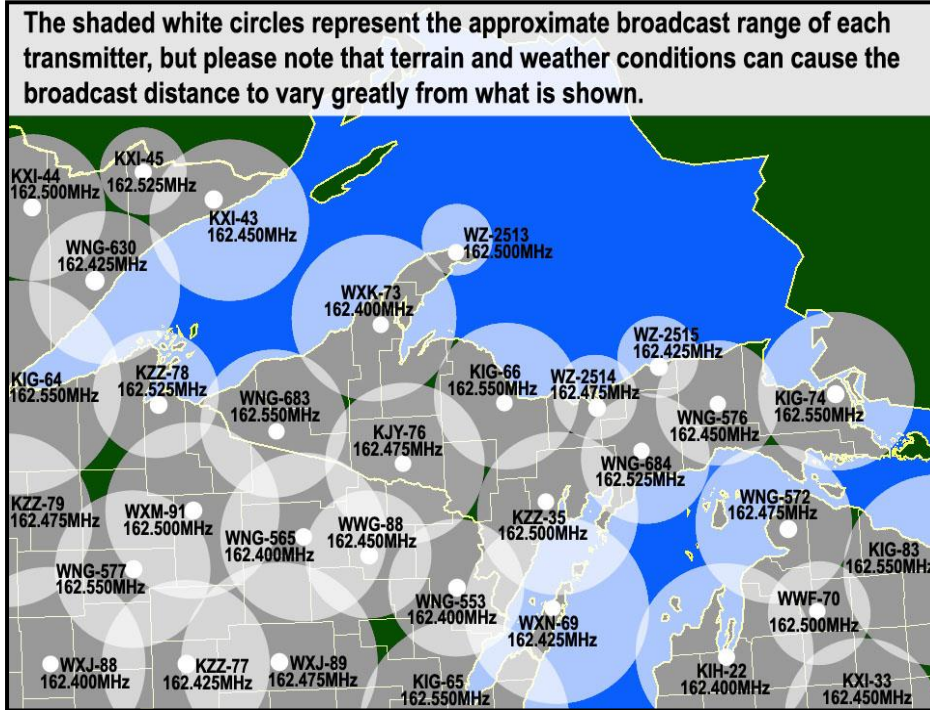 The shaded white circles represent the approximate broadcast range of each
transmitter, but please note that terrain and weather conditions can cause the
broadcast distance to vary greatly from what is shown.
KXI-44
162.500MHz
KXI-45
162.525MHz
KXI-43
162.450MHz
WNG-630
162.425MHz
WZ-2513
162.500MHz
WXK-73
162.400MHz
KIG-64
162.550MHz
KZZ-78
162.525MHz
WNG-683
162.550MHz
KIG-66
162.550MHz
WZ-2514
162.475MHz
WZ-2515
162.425MHz
WNG-576
162.450MHz
KIG-74
162.550MHz
KJY-76
162.475MHz
WNG-684
162.525MHz
KZZ-79
162.475MHz
WXM-91
162.500MHz
WNG-565
162.400MHz
WWG-88
162.450MHz
KZZ-35
162.500MHz
WNG-572
162.475MHz
KIG-83
162.550MHz
WNG-577
162.550MHz
WNG-553
162.400MHz
WXN-69
162.425MHz
WWF-70
162.500MHz
WXJ-88
162.400MHz
KZZ-77
162.425MHz
WXJ-89
162.475MHz
KIG-65
162.550MHz
KIH-22
162.400MHz
KXI-33
162.450MHz